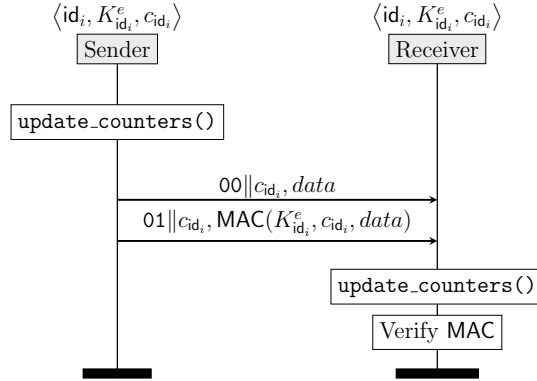 ⟨id_i, K^e_{id_i}, c_{id_i}⟩ ⟨id_i, K^e_{id_i}, c_{id_i}⟩
Sender Receiver
update_counters()
00‖c_{id_i}, data
01‖c_{id_i}, MAC(K^e_{id_i}, c_{id_i}, data)
update_counters()
Verify MAC